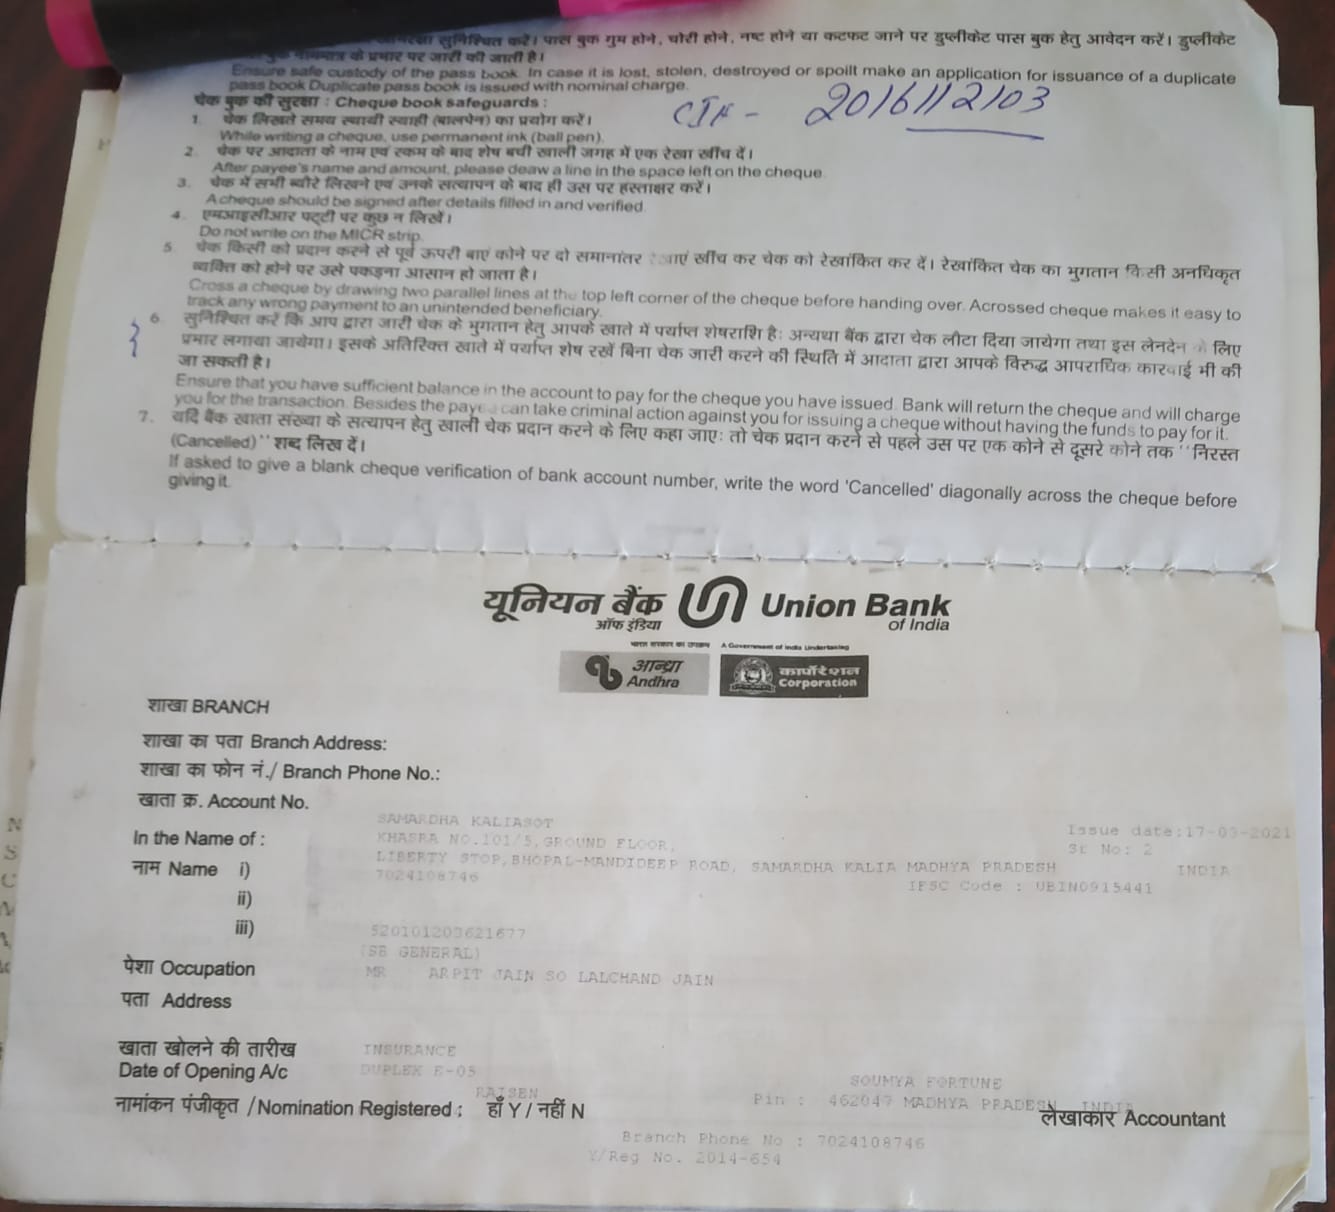 सुनिश्चित करें। पास बुक गुम होने, चोरी होने, नष्ट होने या कटफट जाने पर डुप्लीकेट पास बुक हेतु आवेदन करें। डुप्लीकेट
के प्रभार पर जारी की जाती है।
Ensure safe custody of the pass book. In case it is lost, stolen, destroyed or spoilt make an application for issuance of a duplicate
pass book Duplicate pass book is issued with nominal charge.
चेक बुक की सुरक्षा : Cheque book safeguards :
CIF - 2016112103
1. चेक लिखते समय स्थायी स्याही (बालपेन) का प्रयोग करें।
While writing a cheque, use permanent ink (ball pen).
2. चेक पर आदाता के नाम एवं रकम के बाद शेष बची खाली जगह में एक रेखा खींच दें।
After payee's name and amount, please deaw a line in the space left on the cheque.
3. चेक में सभी ब्यौरे लिखने एवं उनके सत्यापन के बाद ही उस पर हस्ताक्षर करें।
A cheque should be signed after details filled in and verified.
4. एमआइसीआर पट्टी पर कुछ न लिखें।
Do not write on the MICR strip.
5. चेक किसी को प्रदान करने से पूर्व ऊपरी बाएं कोने पर दो समानांतर खींच कर चेक को रेखांकित कर दें। रेखांकित चेक का भुगतान किसी अनधिकृत
व्यक्ति को होने पर उसे पकड़ना आसान हो जाता है।
Cross a cheque by drawing two parallel lines at the top left corner of the cheque before handing over. Acrossed cheque makes it easy to
track any wrong payment to an unintended beneficiary.
6. सुनिश्चित करें कि आप द्वारा जारी चेक के भुगतान हेतु आपके खाते में पर्याप्त शेषराशि है: अन्यथा बैंक द्वारा चेक लौटा दिया जायेगा तथा इस लेनदेन के लिए
प्रभार लगाया जायेगा। इसके अतिरिक्त खाते में पर्याप्त शेष रखें बिना चेक जारी करने की स्थिति में आदाता द्वारा आपके विरुद्ध आपराधिक कारवाई भी की
जा सकती है।
Ensure that you have sufficient balance in the account to pay for the cheque you have issued. Bank will return the cheque and will charge
you for the transaction. Besides the payee can take criminal action against you for issuing a cheque without having the funds to pay for it.
7. यदि बैंक खाता संख्या के सत्यापन हेतु खाली चेक प्रदान करने के लिए कहा जाए: तो चेक प्रदान करने से पहले उस पर एक कोने से दूसरे कोने तक ''निरस्त
(Cancelled)'' शब्द लिख दें।
If asked to give a blank cheque verification of bank account number, write the word 'Cancelled' diagonally across the cheque before
giving it.
यूनियन बैंक Union Bank
ऑफ इंडिया of India
भारत सरकार का उपक्रम A Government of India Undertaking
आन्ध्रा कार्पोरेशन
Andhra Corporation
शाखा BRANCH
शाखा का पता Branch Address:
शाखा का फोन नं./ Branch Phone No.:
खाता क्र. Account No.
SAMARDHA KALIASOT Issue date:17-03-2021
In the Name of : KHASRA NO.101/5,GROUND FLOOR, Sr No: 2
नाम Name i) LIBERTY STOP,BHOPAL-MANDIDEEP ROAD, SAMARDHA KALIA MADHYA PRADESH INDIA
7024108746 IFSC Code : UBIN0915441
ii)
iii) 520101203621677
(SB GENERAL)
पेशा Occupation MR ARPIT JAIN SO LALCHAND JAIN
पता Address
खाता खोलने की तारीख INSURANCE
Date of Opening A/c DUPLEX E-05 SOUMYA FORTUNE
RAISEN Pin : 462047 MADHYA PRADESH INDIA
नामांकन पंजीकृत /Nomination Registered : हाँ Y / नहीं N लेखाकार Accountant
Branch Phone No : 7024108746
Y/Reg No. 2014-654